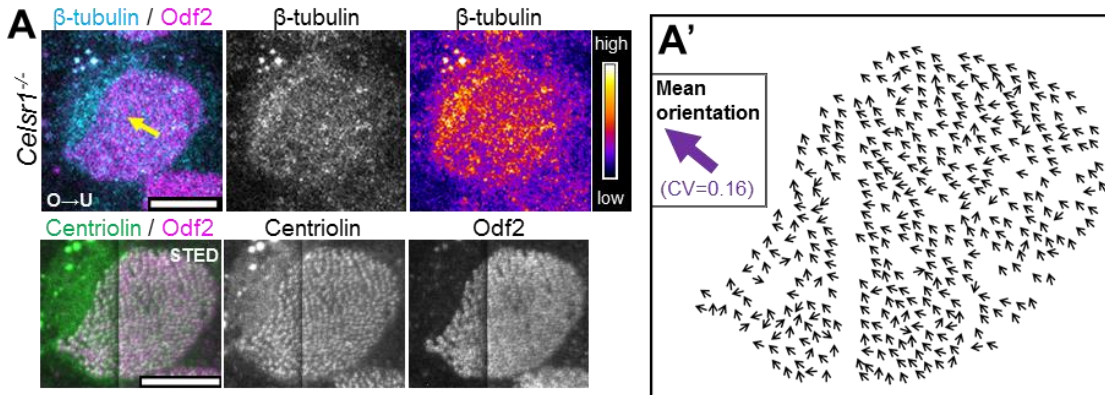 A
β-tubulin / Odf2
β-tubulin
β-tubulin
Celsr1-/-
O→U
high
low
Centriolin / Odf2
Centriolin
Odf2
STED
A'
Mean
orientation
(CV=0.16)